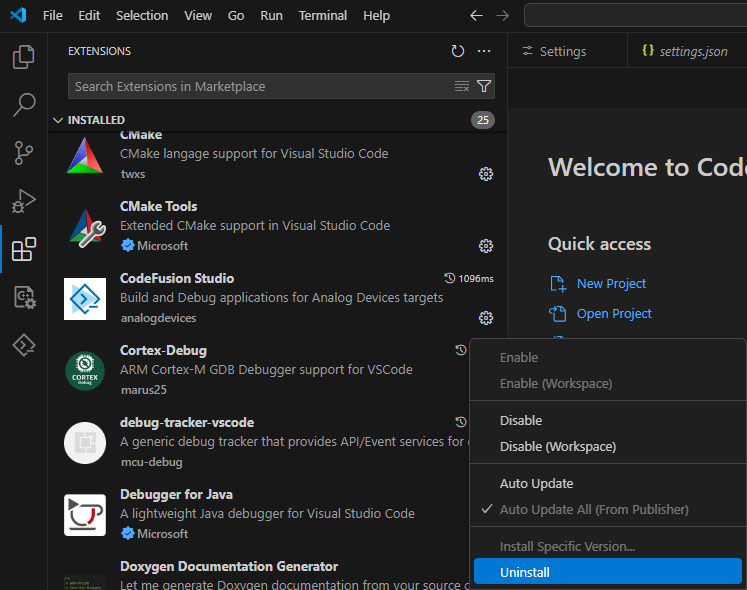 File Edit Selection View Go Run Terminal Help
EXTENSIONS
Settings
{} settings.json
Search Extensions in Marketplace
INSTALLED 25
CMake
CMake langage support for Visual Studio Code
twxs
CMake Tools
Extended CMake support in Visual Studio Code
Microsoft
CodeFusion Studio 1096ms
Build and Debug applications for Analog Devices targets
analogdevices
Cortex-Debug
CORTEX
Debug
ARM Cortex-M GDB Debugger support for VSCode
marus25
debug-tracker-vscode
A generic debug tracker that provides API/Event services for
mcu-debug
Debugger for Java
A lightweight Java debugger for Visual Studio Code
Microsoft
Doxygen Documentation Generator
Let me generate Doxygen documentation from your source
Welcome to Code
Quick access
New Project
Open Project
Enable
Enable (Workspace)
Disable
Disable (Workspace)
Auto Update
Auto Update All (From Publisher)
Install Specific Version...
Uninstall